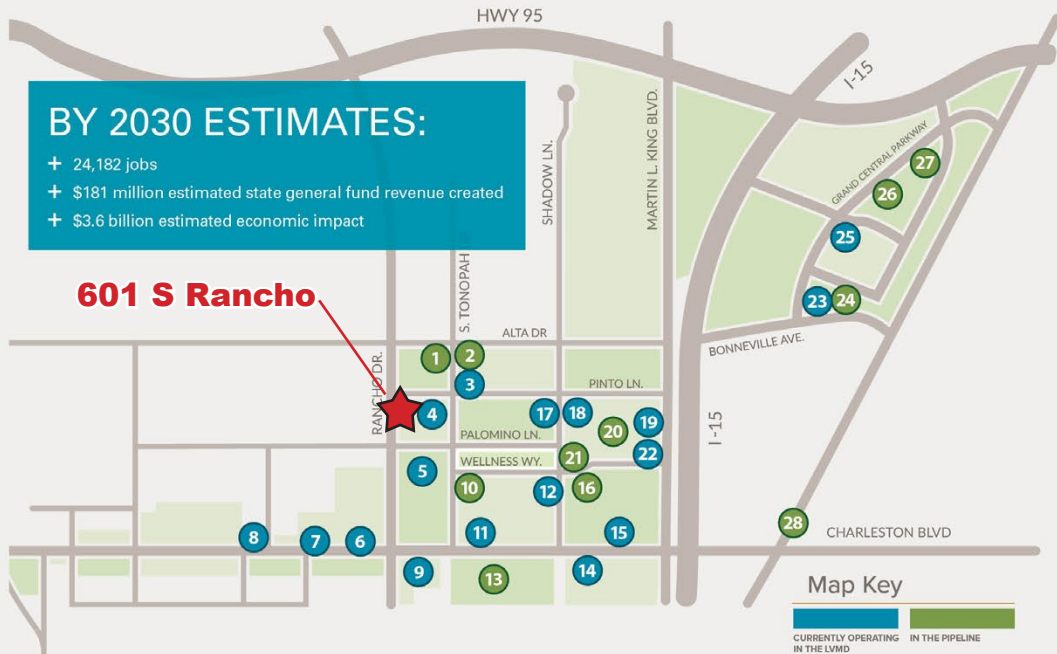 HWY 95
I-15
BY 2030 ESTIMATES:
+ 24,182 jobs
+ $181 million estimated state general fund revenue created
+ $3.6 billion estimated economic impact
SHADOW LN.
MARTIN L. KING BLVD.
GRAND CENTRAL PARKWAY
27
26
25
601 S Rancho
S. TONOPAH
23
24
ALTA DR
BONNEVILLE AVE.
RANCHO DR.
1
2
3
PINTO LN.
4
17
18
19
20
I-15
PALOMINO LN.
22
21
WELLNESS WY.
5
10
12
16
28
CHARLESTON BLVD
8
7
6
11
15
9
13
14
Map Key
CURRENTLY OPERATING
IN THE LVMD
IN THE PIPELINE